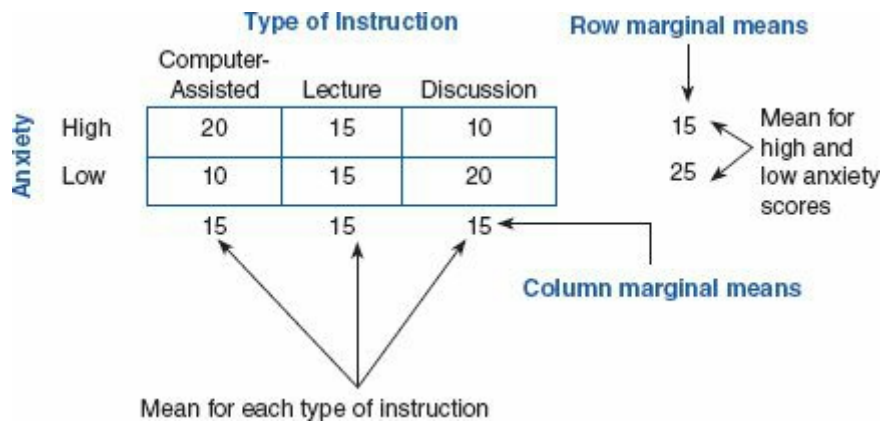 Type of Instruction
Row marginal means
Computer-
Assisted Lecture Discussion
Anxiety
High 20 15 10 15
Low 10 15 20 25
Mean for
high and
low anxiety
scores
15 15 15
Column marginal means
Mean for each type of instruction